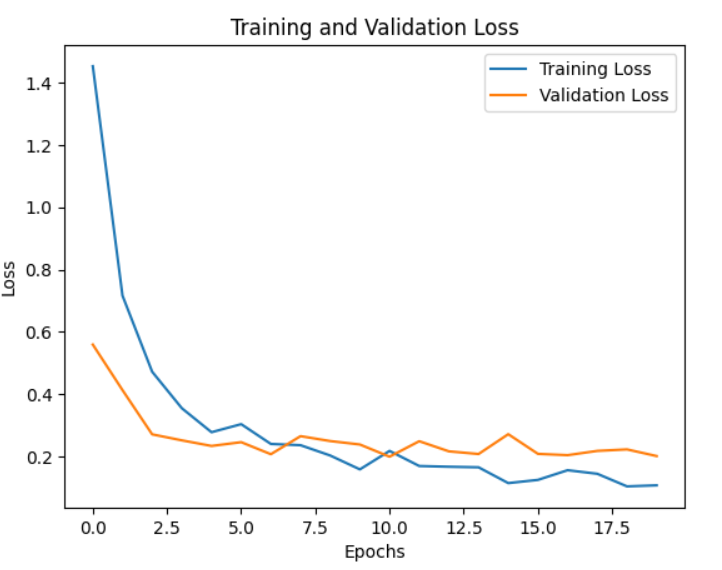 Training and Validation Loss
Training Loss
Validation Loss
1.4
1.2
1.0
0.8
0.6
0.4
0.2
Loss
0.0 2.5 5.0 7.5 10.0 12.5 15.0 17.5
Epochs